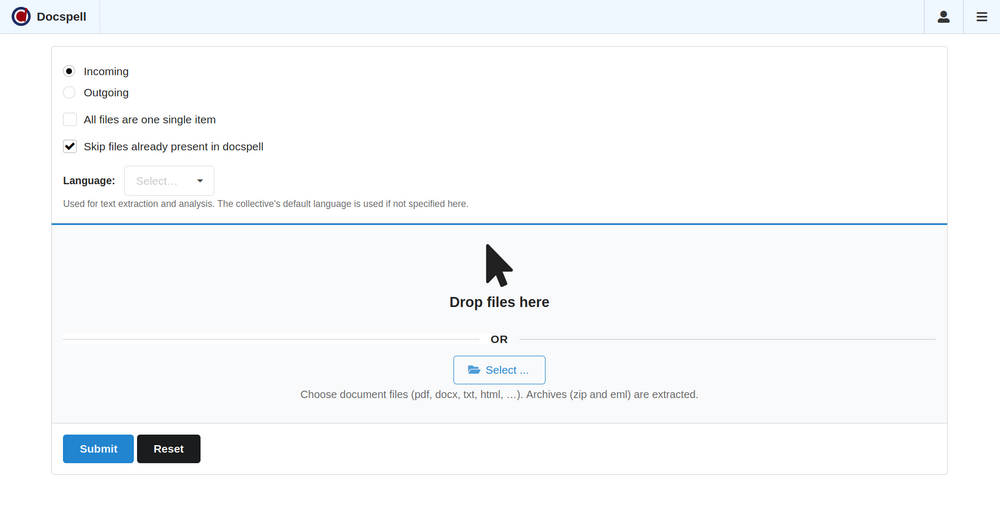 Docspell
Incoming
Outgoing
All files are one single item
Skip files already present in docspell
Language: Select…
Used for text extraction and analysis. The collective's default language is used if not specified here.
Drop files here
OR
Select ...
Choose document files (pdf, docx, txt, html, …). Archives (zip and eml) are extracted.
Submit Reset